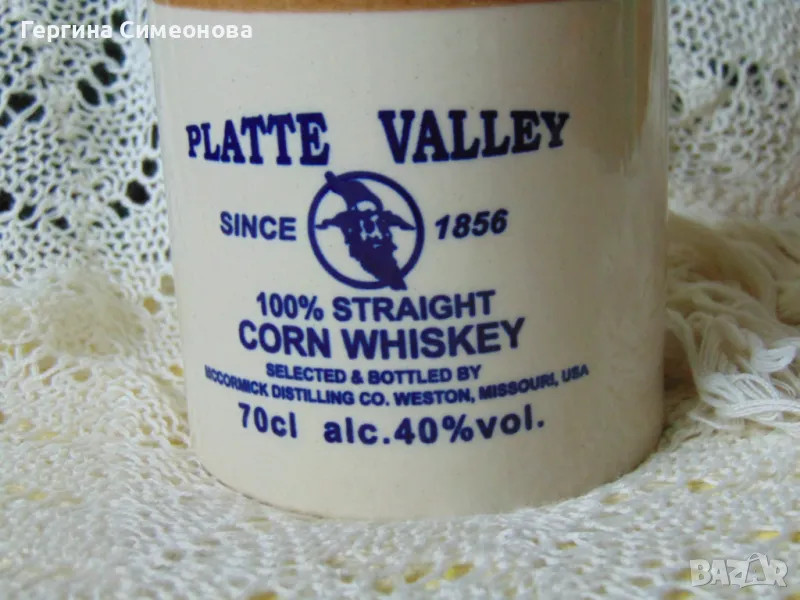 Гергина Симеонова
PLATTE VALLEY
SINCE 1856
100% STRAIGHT
CORN WHISKEY
SELECTED & BOTTLED BY
MCCORMICK DISTILLING CO. WESTON, MISSOURI, USA
70cl alc.40%vol.
BAZAR